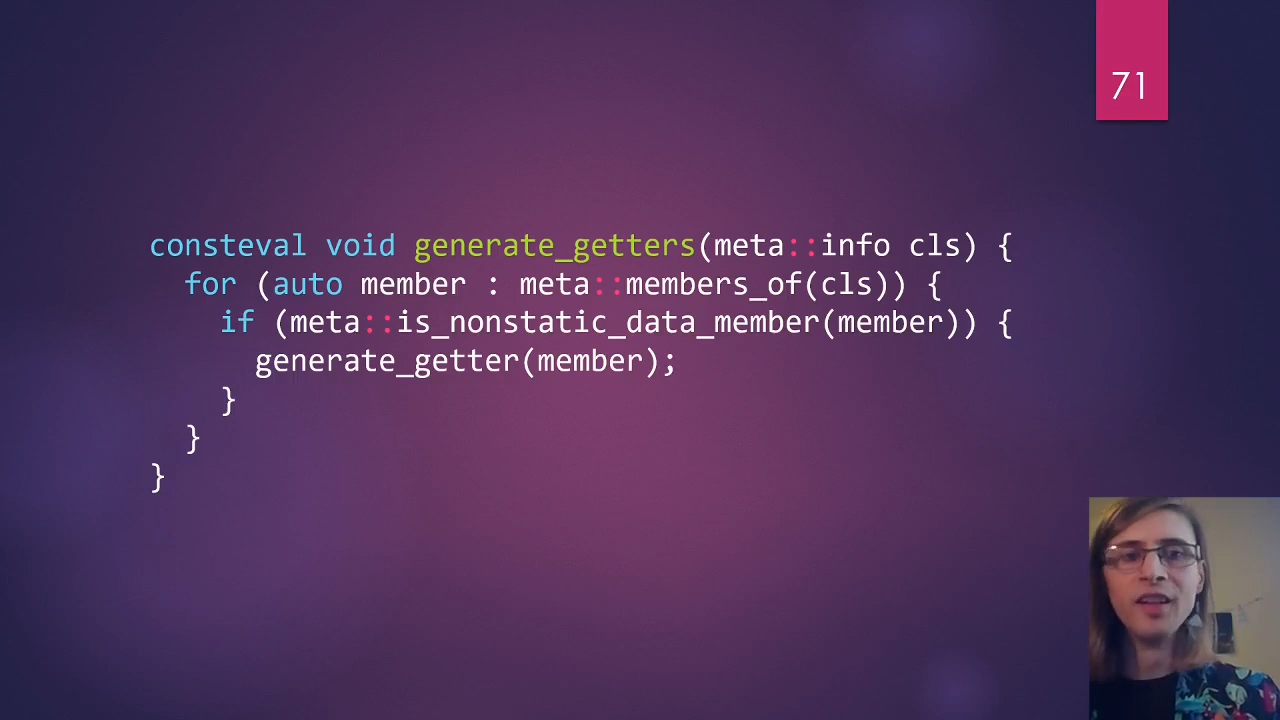 71
consteval void generate_getters(meta::info cls) {
  for (auto member : meta::members_of(cls)) {
    if (meta::is_nonstatic_data_member(member)) {
      generate_getter(member);
    }
  }
}